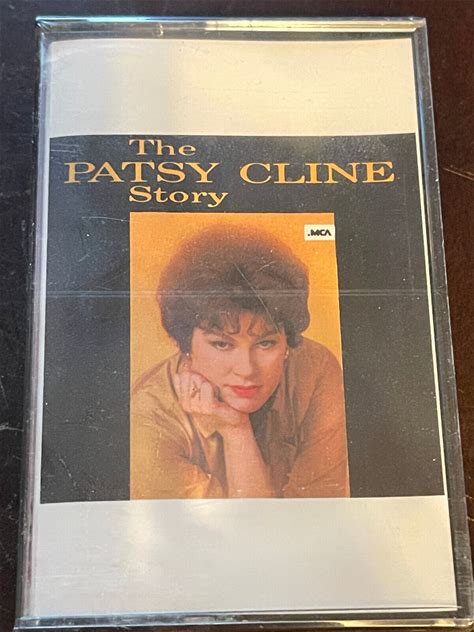 The
PATSY CLINE
Story
.MCA